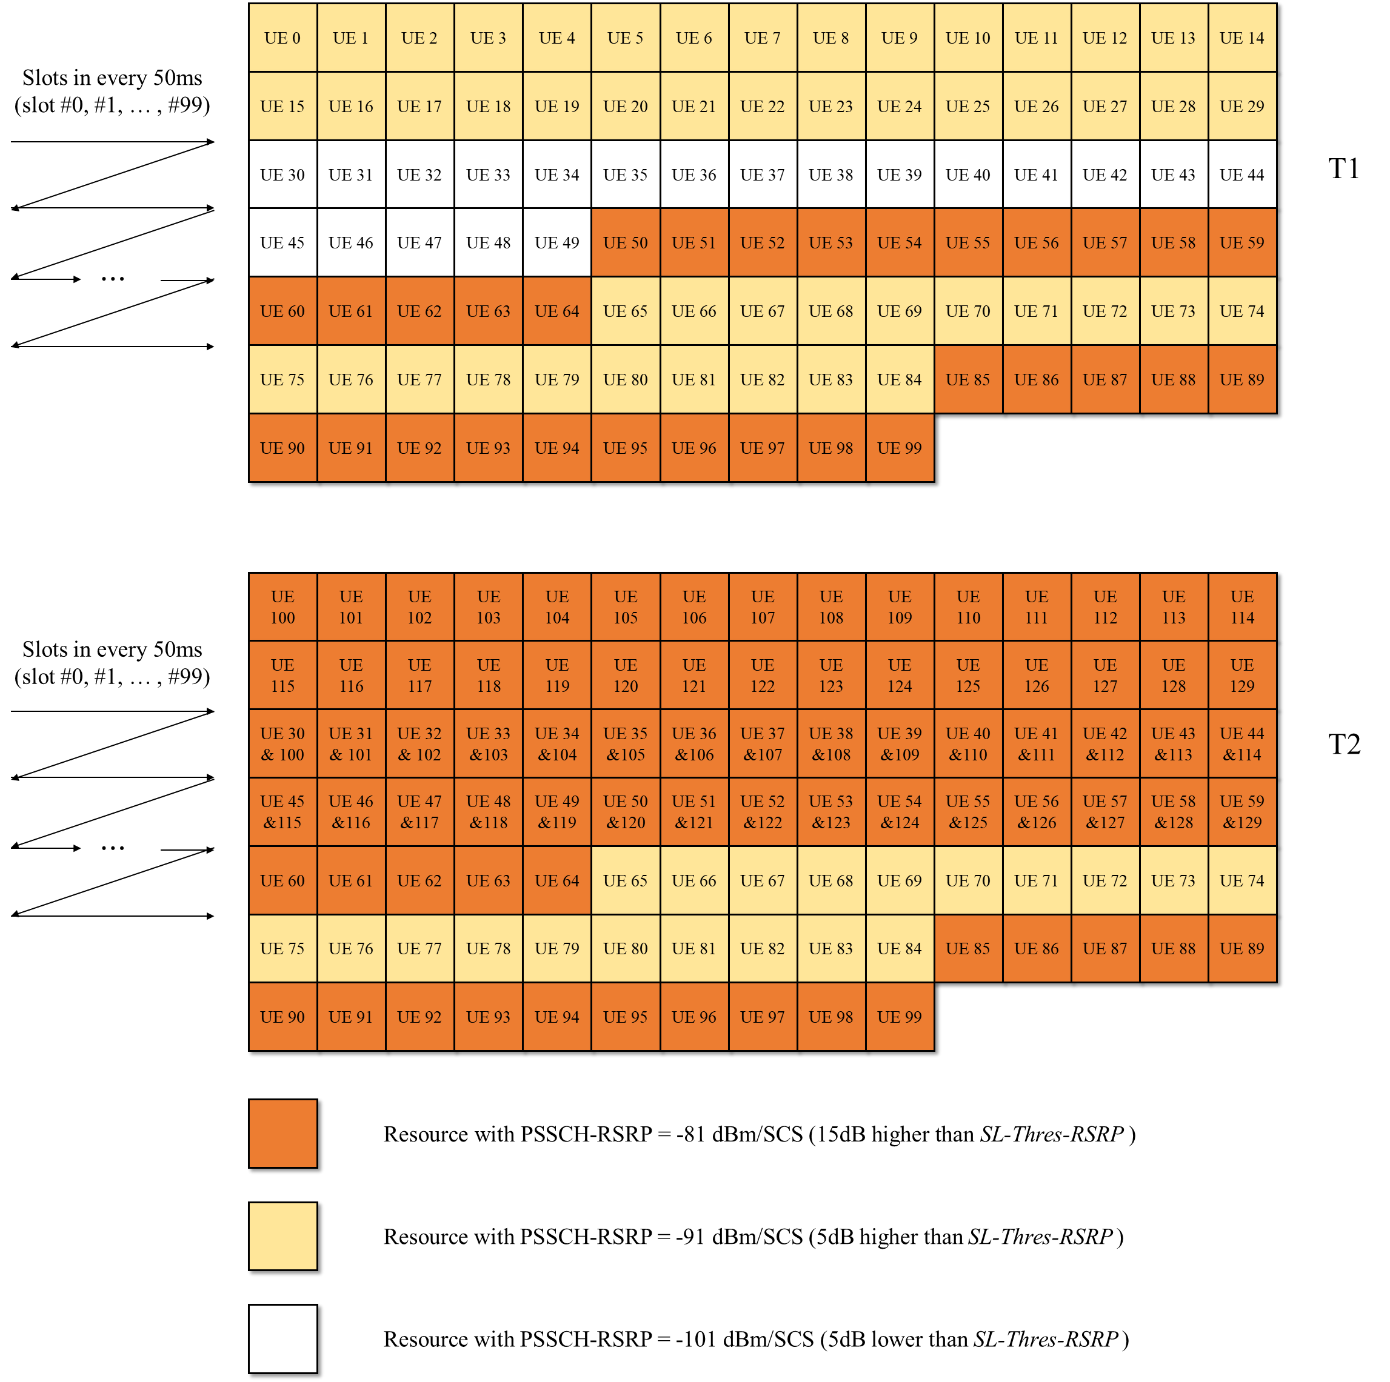 UE 0 UE 1 UE 2 UE 3 UE 4 UE 5 UE 6 UE 7 UE 8 UE 9 UE 10 UE 11 UE 12 UE 13 UE 14
Slots in every 50ms
(slot #0, #1, … , #99)
UE 15 UE 16 UE 17 UE 18 UE 19 UE 20 UE 21 UE 22 UE 23 UE 24 UE 25 UE 26 UE 27 UE 28 UE 29
UE 30 UE 31 UE 32 UE 33 UE 34 UE 35 UE 36 UE 37 UE 38 UE 39 UE 40 UE 41 UE 42 UE 43 UE 44
T1
UE 45 UE 46 UE 47 UE 48 UE 49 UE 50 UE 51 UE 52 UE 53 UE 54 UE 55 UE 56 UE 57 UE 58 UE 59
…
UE 60 UE 61 UE 62 UE 63 UE 64 UE 65 UE 66 UE 67 UE 68 UE 69 UE 70 UE 71 UE 72 UE 73 UE 74
UE 75 UE 76 UE 77 UE 78 UE 79 UE 80 UE 81 UE 82 UE 83 UE 84 UE 85 UE 86 UE 87 UE 88 UE 89
UE 90 UE 91 UE 92 UE 93 UE 94 UE 95 UE 96 UE 97 UE 98 UE 99
UE UE UE UE UE UE UE UE UE UE UE UE UE UE UE
100 101 102 103 104 105 106 107 108 109 110 111 112 113 114
Slots in every 50ms
(slot #0, #1, … , #99)
UE UE UE UE UE UE UE UE UE UE UE UE UE UE UE
115 116 117 118 119 120 121 122 123 124 125 126 127 128 129
UE 30 UE 31 UE 32 UE 33 UE 34 UE 35 UE 36 UE 37 UE 38 UE 39 UE 40 UE 41 UE 42 UE 43 UE 44
& 100 & 101 & 102 &103 &104 &105 &106 &107 &108 &109 &110 &111 &112 &113 &114
T2
UE 45 UE 46 UE 47 UE 48 UE 49 UE 50 UE 51 UE 52 UE 53 UE 54 UE 55 UE 56 UE 57 UE 58 UE 59
&115 &116 &117 &118 &119 &120 &121 &122 &123 &124 &125 &126 &127 &128 &129
…
UE 60 UE 61 UE 62 UE 63 UE 64 UE 65 UE 66 UE 67 UE 68 UE 69 UE 70 UE 71 UE 72 UE 73 UE 74
UE 75 UE 76 UE 77 UE 78 UE 79 UE 80 UE 81 UE 82 UE 83 UE 84 UE 85 UE 86 UE 87 UE 88 UE 89
UE 90 UE 91 UE 92 UE 93 UE 94 UE 95 UE 96 UE 97 UE 98 UE 99
Resource with PSSCH-RSRP = -81 dBm/SCS (15dB higher than SL-Thres-RSRP )
Resource with PSSCH-RSRP = -91 dBm/SCS (5dB higher than SL-Thres-RSRP )
Resource with PSSCH-RSRP = -101 dBm/SCS (5dB lower than SL-Thres-RSRP )